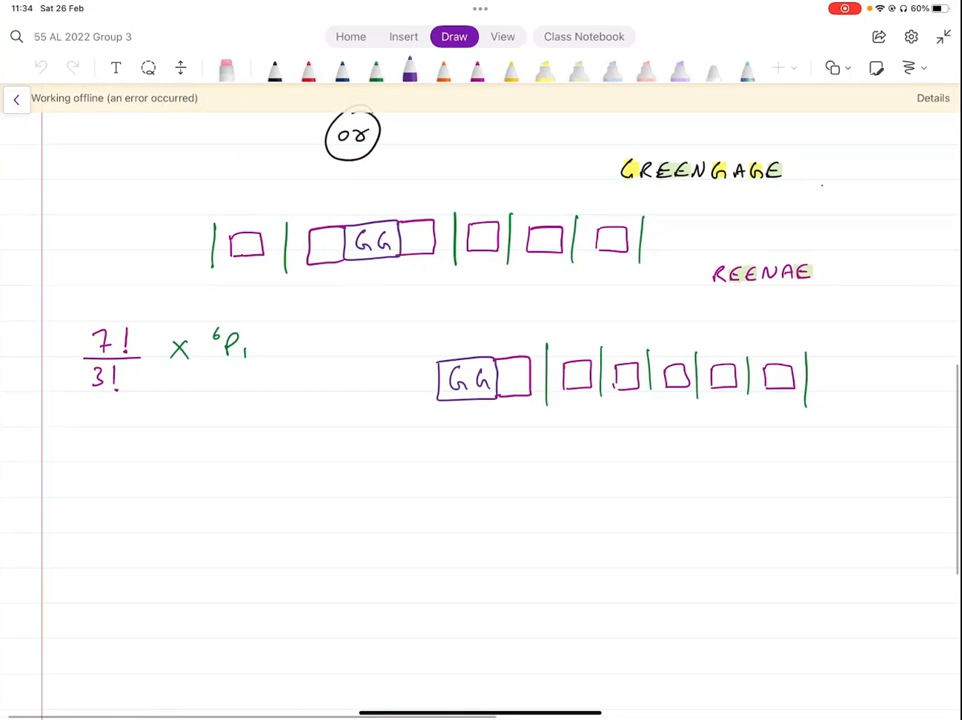 11:34 Sat 26 Feb
60%
55 AL 2022 Group 3
Home Insert Draw View Class Notebook
Working offline (an error occurred)
Details
or
GREENGAGE
GG
REENAE
7!/3! × ⁶P₁
GG